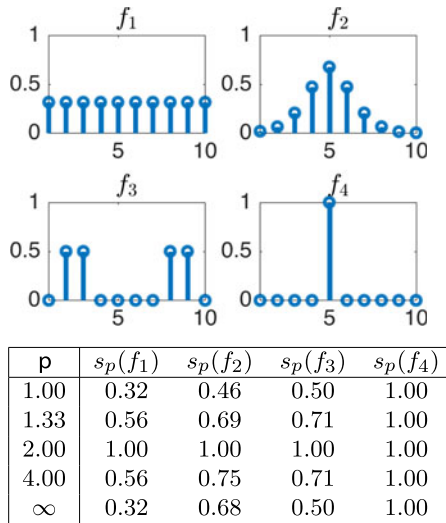 f₁ f₂
1 1
0.5 0.5
0 0
5 10 5 10
f₃ f₄
1 1
0.5 0.5
0 0
5 10 5 10
p sₚ(f₁) sₚ(f₂) sₚ(f₃) sₚ(f₄)
1.00 0.32 0.46 0.50 1.00
1.33 0.56 0.69 0.71 1.00
2.00 1.00 1.00 1.00 1.00
4.00 0.56 0.75 0.71 1.00
∞ 0.32 0.68 0.50 1.00